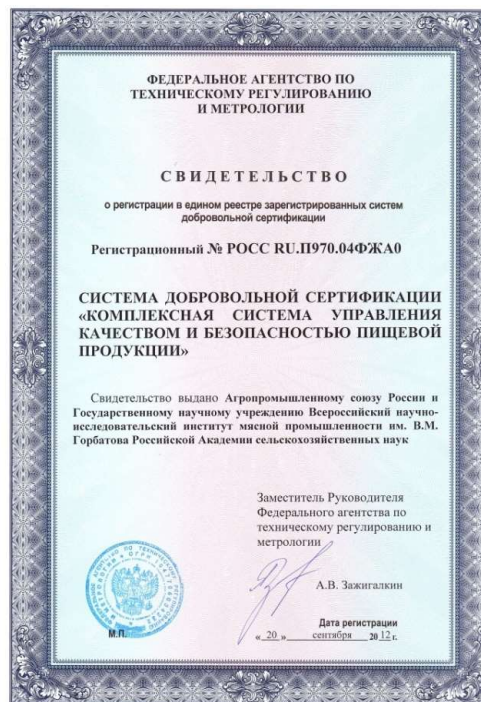 ФЕДЕРАЛЬНОЕ АГЕНТСТВО ПО
ТЕХНИЧЕСКОМУ РЕГУЛИРОВАНИЮ
И МЕТРОЛОГИИ
СВИДЕТЕЛЬСТВО
о регистрации в едином реестре зарегистрированных систем
добровольной сертификации
Регистрационный № РОСС RU.П970.04ФЖА0
СИСТЕМА ДОБРОВОЛЬНОЙ СЕРТИФИКАЦИИ
«КОМПЛЕКСНАЯ СИСТЕМА УПРАВЛЕНИЯ
КАЧЕСТВОМ И БЕЗОПАСНОСТЬЮ ПИЩЕВОЙ
ПРОДУКЦИИ»
Свидетельство выдано Агропромышленному союзу России и
Государственному научному учреждению Всероссийский научно-
исследовательский институт мясной промышленности им. В.М.
Горбатова Российской Академии сельскохозяйственных наук
Заместитель Руководителя
Федерального агентства по
техническому регулированию и
метрологии
А.В. Зажигалкин
М.П.
Дата регистрации
« 20 » сентября 20 12 г.